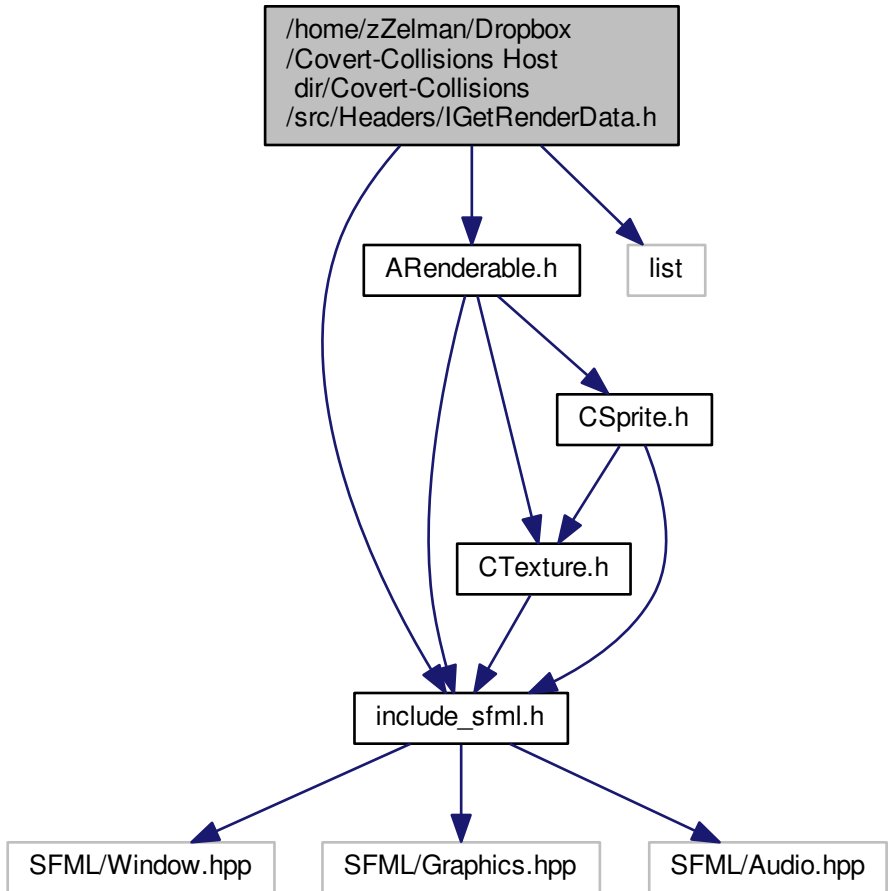 /home/zZelman/Dropbox
/Covert-Collisions Host
dir/Covert-Collisions
/src/Headers/IGetRenderData.h
ARenderable.h
list
CSprite.h
CTexture.h
include_sfml.h
SFML/Window.hpp
SFML/Graphics.hpp
SFML/Audio.hpp